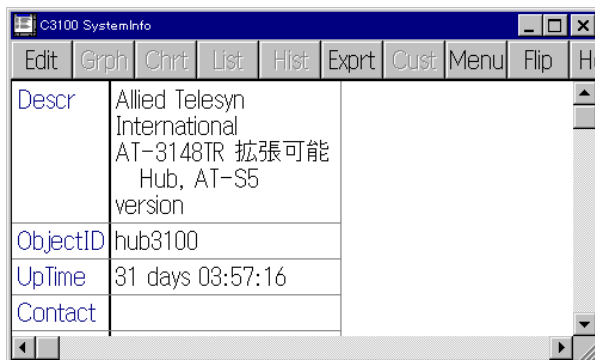 C3100 SystemInfo
Edit Grph Chrt List Hist Exprt Cust Menu Flip
Descr Allied Telesyn
International
AT-3148TR 拡張可能
Hub, AT-S5
version
ObjectID hub3100
UpTime 31 days 03:57:16
Contact